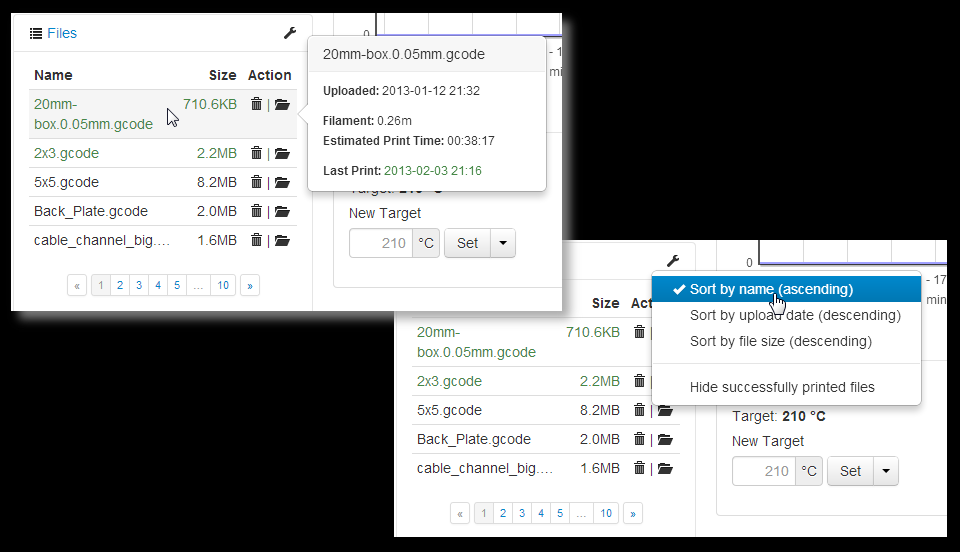 Files
Name Size Action
20mm- 710.6KB |
box.0.05mm.gcode
2x3.gcode 2.2MB |
5x5.gcode 8.2MB |
Back_Plate.gcode 2.0MB |
cable_channel_big.... 1.6MB |
« 1 2 3 4 5 ... 10 »
0
- 1
mi
20mm-box.0.05mm.gcode
Uploaded: 2013-01-12 21:32
Filament: 0.26m
Estimated Print Time: 00:38:17
Last Print: 2013-02-03 21:16
Target: 210 °C
New Target
210 °C Set
0
- 17
min
Sort by name (ascending)
Sort by upload date (descending)
Sort by file size (descending)
Hide successfully printed files
Size Act
20mm- 710.6KB |
box.0.05mm.gcode
2x3.gcode 2.2MB |
5x5.gcode 8.2MB |
Back_Plate.gcode 2.0MB |
cable_channel_big.... 1.6MB |
« 1 2 3 4 5 ... 10 »
Target: 210 °C
New Target
210 °C Set